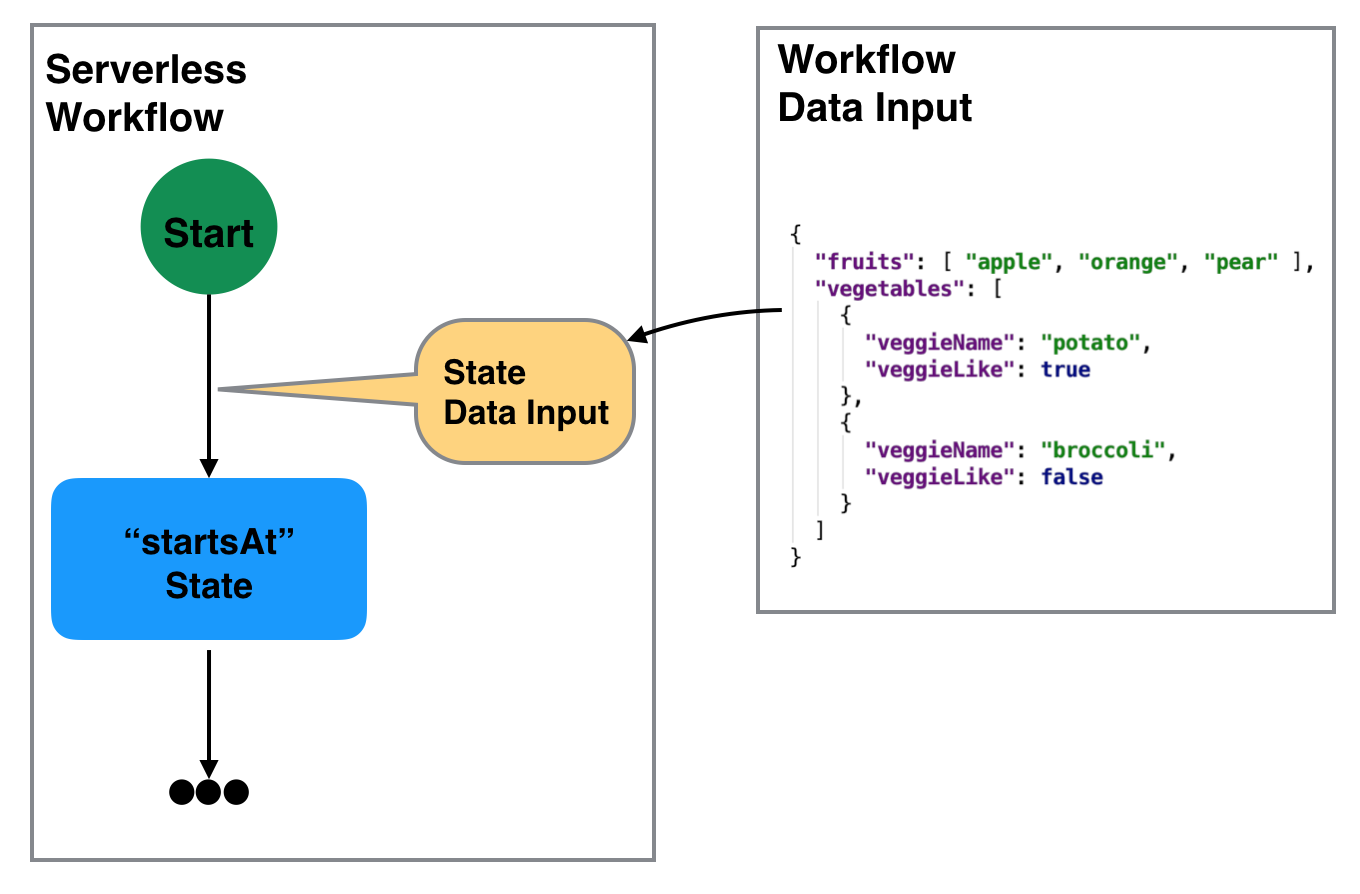 Serverless
Workflow
Start
State
Data Input
“startsAt”
State
Workflow
Data Input
{
"fruits": [ "apple", "orange", "pear" ],
"vegetables": [
{
"veggieName": "potato",
"veggieLike": true
},
{
"veggieName": "broccoli",
"veggieLike": false
}
]
}